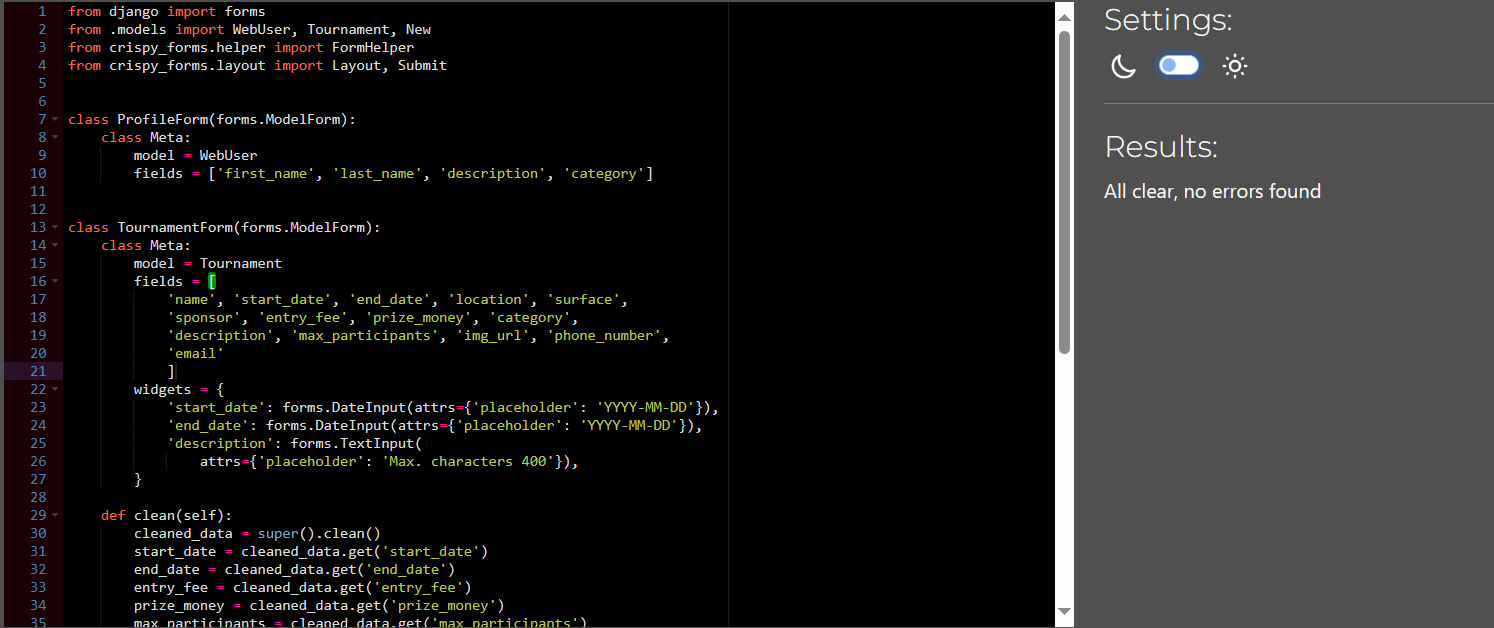 1 from django import forms
2 from .models import WebUser, Tournament, New
3 from crispy_forms.helper import FormHelper
4 from crispy_forms.layout import Layout, Submit
5
6
7 class ProfileForm(forms.ModelForm):
8     class Meta:
9         model = WebUser
10         fields = ['first_name', 'last_name', 'description', 'category']
11
12
13 class TournamentForm(forms.ModelForm):
14     class Meta:
15         model = Tournament
16         fields = [
17             'name', 'start_date', 'end_date', 'location', 'surface',
18             'sponsor', 'entry_fee', 'prize_money', 'category',
19             'description', 'max_participants', 'img_url', 'phone_number',
20             'email'
21             ]
22         widgets = {
23             'start_date': forms.DateInput(attrs={'placeholder': 'YYYY-MM-DD'}),
24             'end_date': forms.DateInput(attrs={'placeholder': 'YYYY-MM-DD'}),
25             'description': forms.TextInput(
26                 attrs={'placeholder': 'Max. characters 400'}),
27         }
28
29     def clean(self):
30         cleaned_data = super().clean()
31         start_date = cleaned_data.get('start_date')
32         end_date = cleaned_data.get('end_date')
33         entry_fee = cleaned_data.get('entry_fee')
34         prize_money = cleaned_data.get('prize_money')
35         max_participants = cleaned_data.get('max_participants')
Settings:
Results:
All clear, no errors found